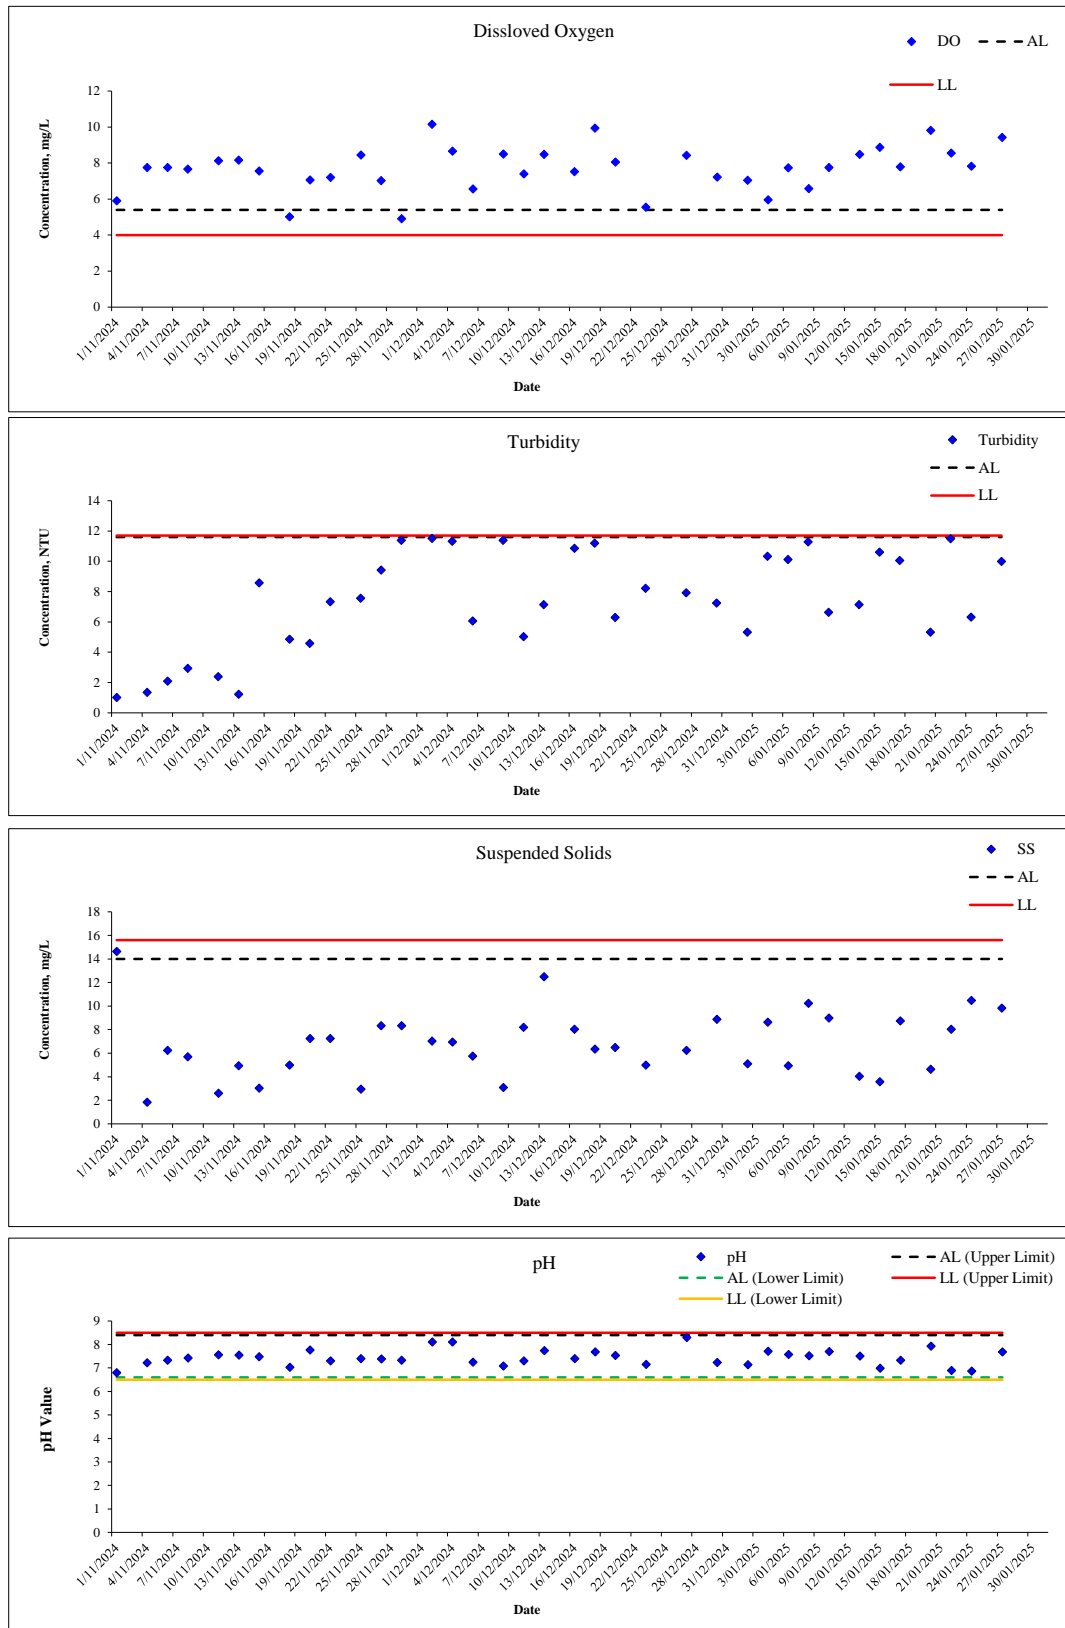 Dissloved Oxygen
DO
AL
LL
Concentration, mg/L
12
10
8
6
4
2
0
1/11/2024 4/11/2024 7/11/2024 10/11/2024 13/11/2024 16/11/2024 19/11/2024 22/11/2024 25/11/2024 28/11/2024 1/12/2024 4/12/2024 7/12/2024 10/12/2024 13/12/2024 16/12/2024 19/12/2024 22/12/2024 25/12/2024 28/12/2024 31/12/2024 3/01/2025 6/01/2025 9/01/2025 12/01/2025 15/01/2025 18/01/2025 21/01/2025 24/01/2025 27/01/2025 30/01/2025
Date
Turbidity
Turbidity
AL
LL
Concentration, NTU
14
12
10
8
6
4
2
0
1/11/2024 4/11/2024 7/11/2024 10/11/2024 13/11/2024 16/11/2024 19/11/2024 22/11/2024 25/11/2024 28/11/2024 1/12/2024 4/12/2024 7/12/2024 10/12/2024 13/12/2024 16/12/2024 19/12/2024 22/12/2024 25/12/2024 28/12/2024 31/12/2024 3/01/2025 6/01/2025 9/01/2025 12/01/2025 15/01/2025 18/01/2025 21/01/2025 24/01/2025 27/01/2025 30/01/2025
Date
Suspended Solids
SS
AL
LL
Concentration, mg/L
18
16
14
12
10
8
6
4
2
0
1/11/2024 4/11/2024 7/11/2024 10/11/2024 13/11/2024 16/11/2024 19/11/2024 22/11/2024 25/11/2024 28/11/2024 1/12/2024 4/12/2024 7/12/2024 10/12/2024 13/12/2024 16/12/2024 19/12/2024 22/12/2024 25/12/2024 28/12/2024 31/12/2024 3/01/2025 6/01/2025 9/01/2025 12/01/2025 15/01/2025 18/01/2025 21/01/2025 24/01/2025 27/01/2025 30/01/2025
Date
pH
pH
AL (Upper Limit)
AL (Lower Limit)
LL (Upper Limit)
LL (Lower Limit)
pH Value
9
8
7
6
5
4
3
2
1
0
1/11/2024 4/11/2024 7/11/2024 10/11/2024 13/11/2024 16/11/2024 19/11/2024 22/11/2024 25/11/2024 28/11/2024 1/12/2024 4/12/2024 7/12/2024 10/12/2024 13/12/2024 16/12/2024 19/12/2024 22/12/2024 25/12/2024 28/12/2024 31/12/2024 3/01/2025 6/01/2025 9/01/2025 12/01/2025 15/01/2025 18/01/2025 21/01/2025 24/01/2025 27/01/2025 30/01/2025
Date